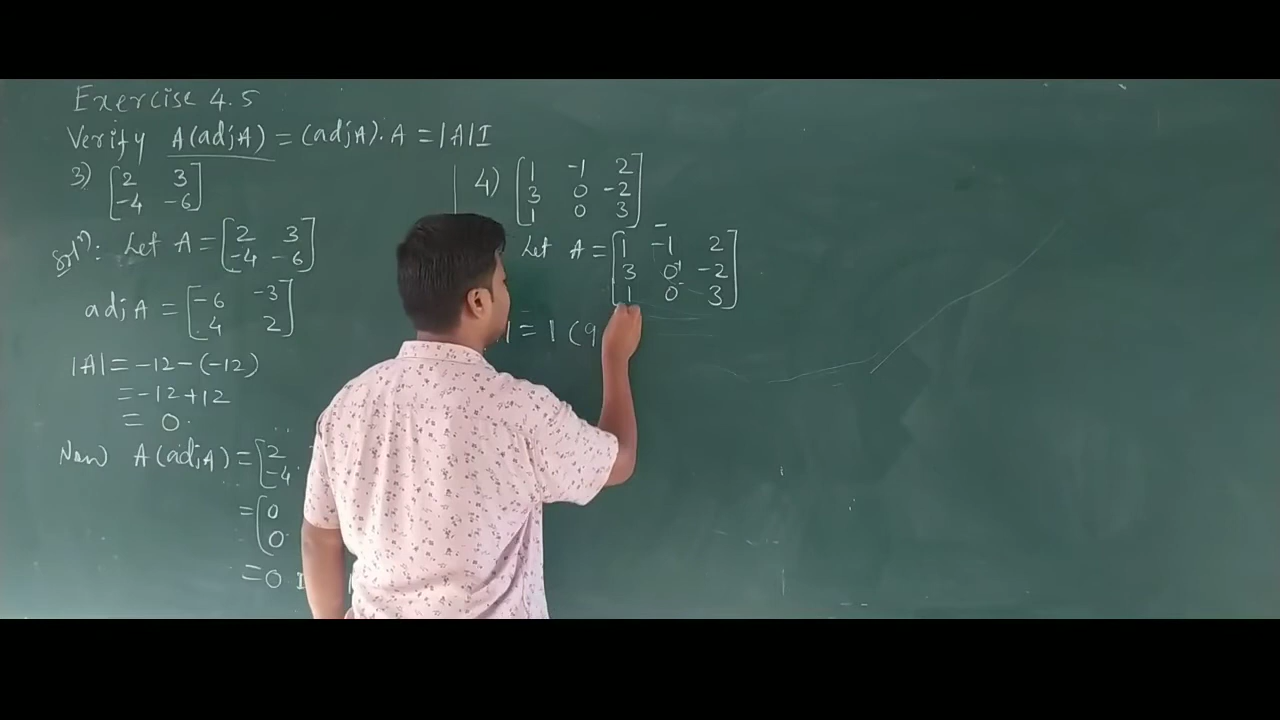 Exercise 4.5
Verify A(adjA) = (adjA).A = |A|I
3) [2 3
-4 -6]
Solⁿ: Let A = [2 3
-4 -6]
adjA = [-6 -3
4 2]
|A| = -12-(-12)
= -12+12
= 0.
Now A(adjA) = [2
-4
= [0
0
= 0 I
4) [1 -1 2
3 0 -2
1 0 3]
Let A = [1 -1 2
3 0 -2
1 0 3]
| = 1 (9